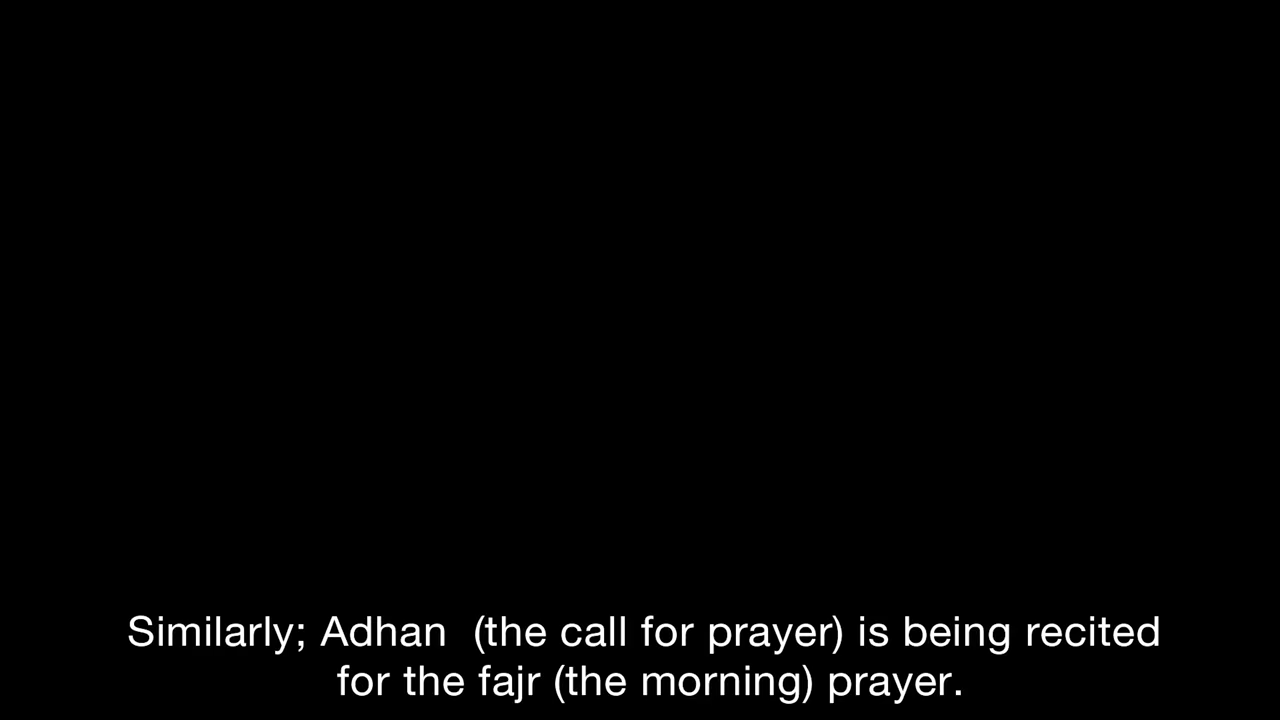 Similarly; Adhan  (the call for prayer) is being recited
for the fajr (the morning) prayer.